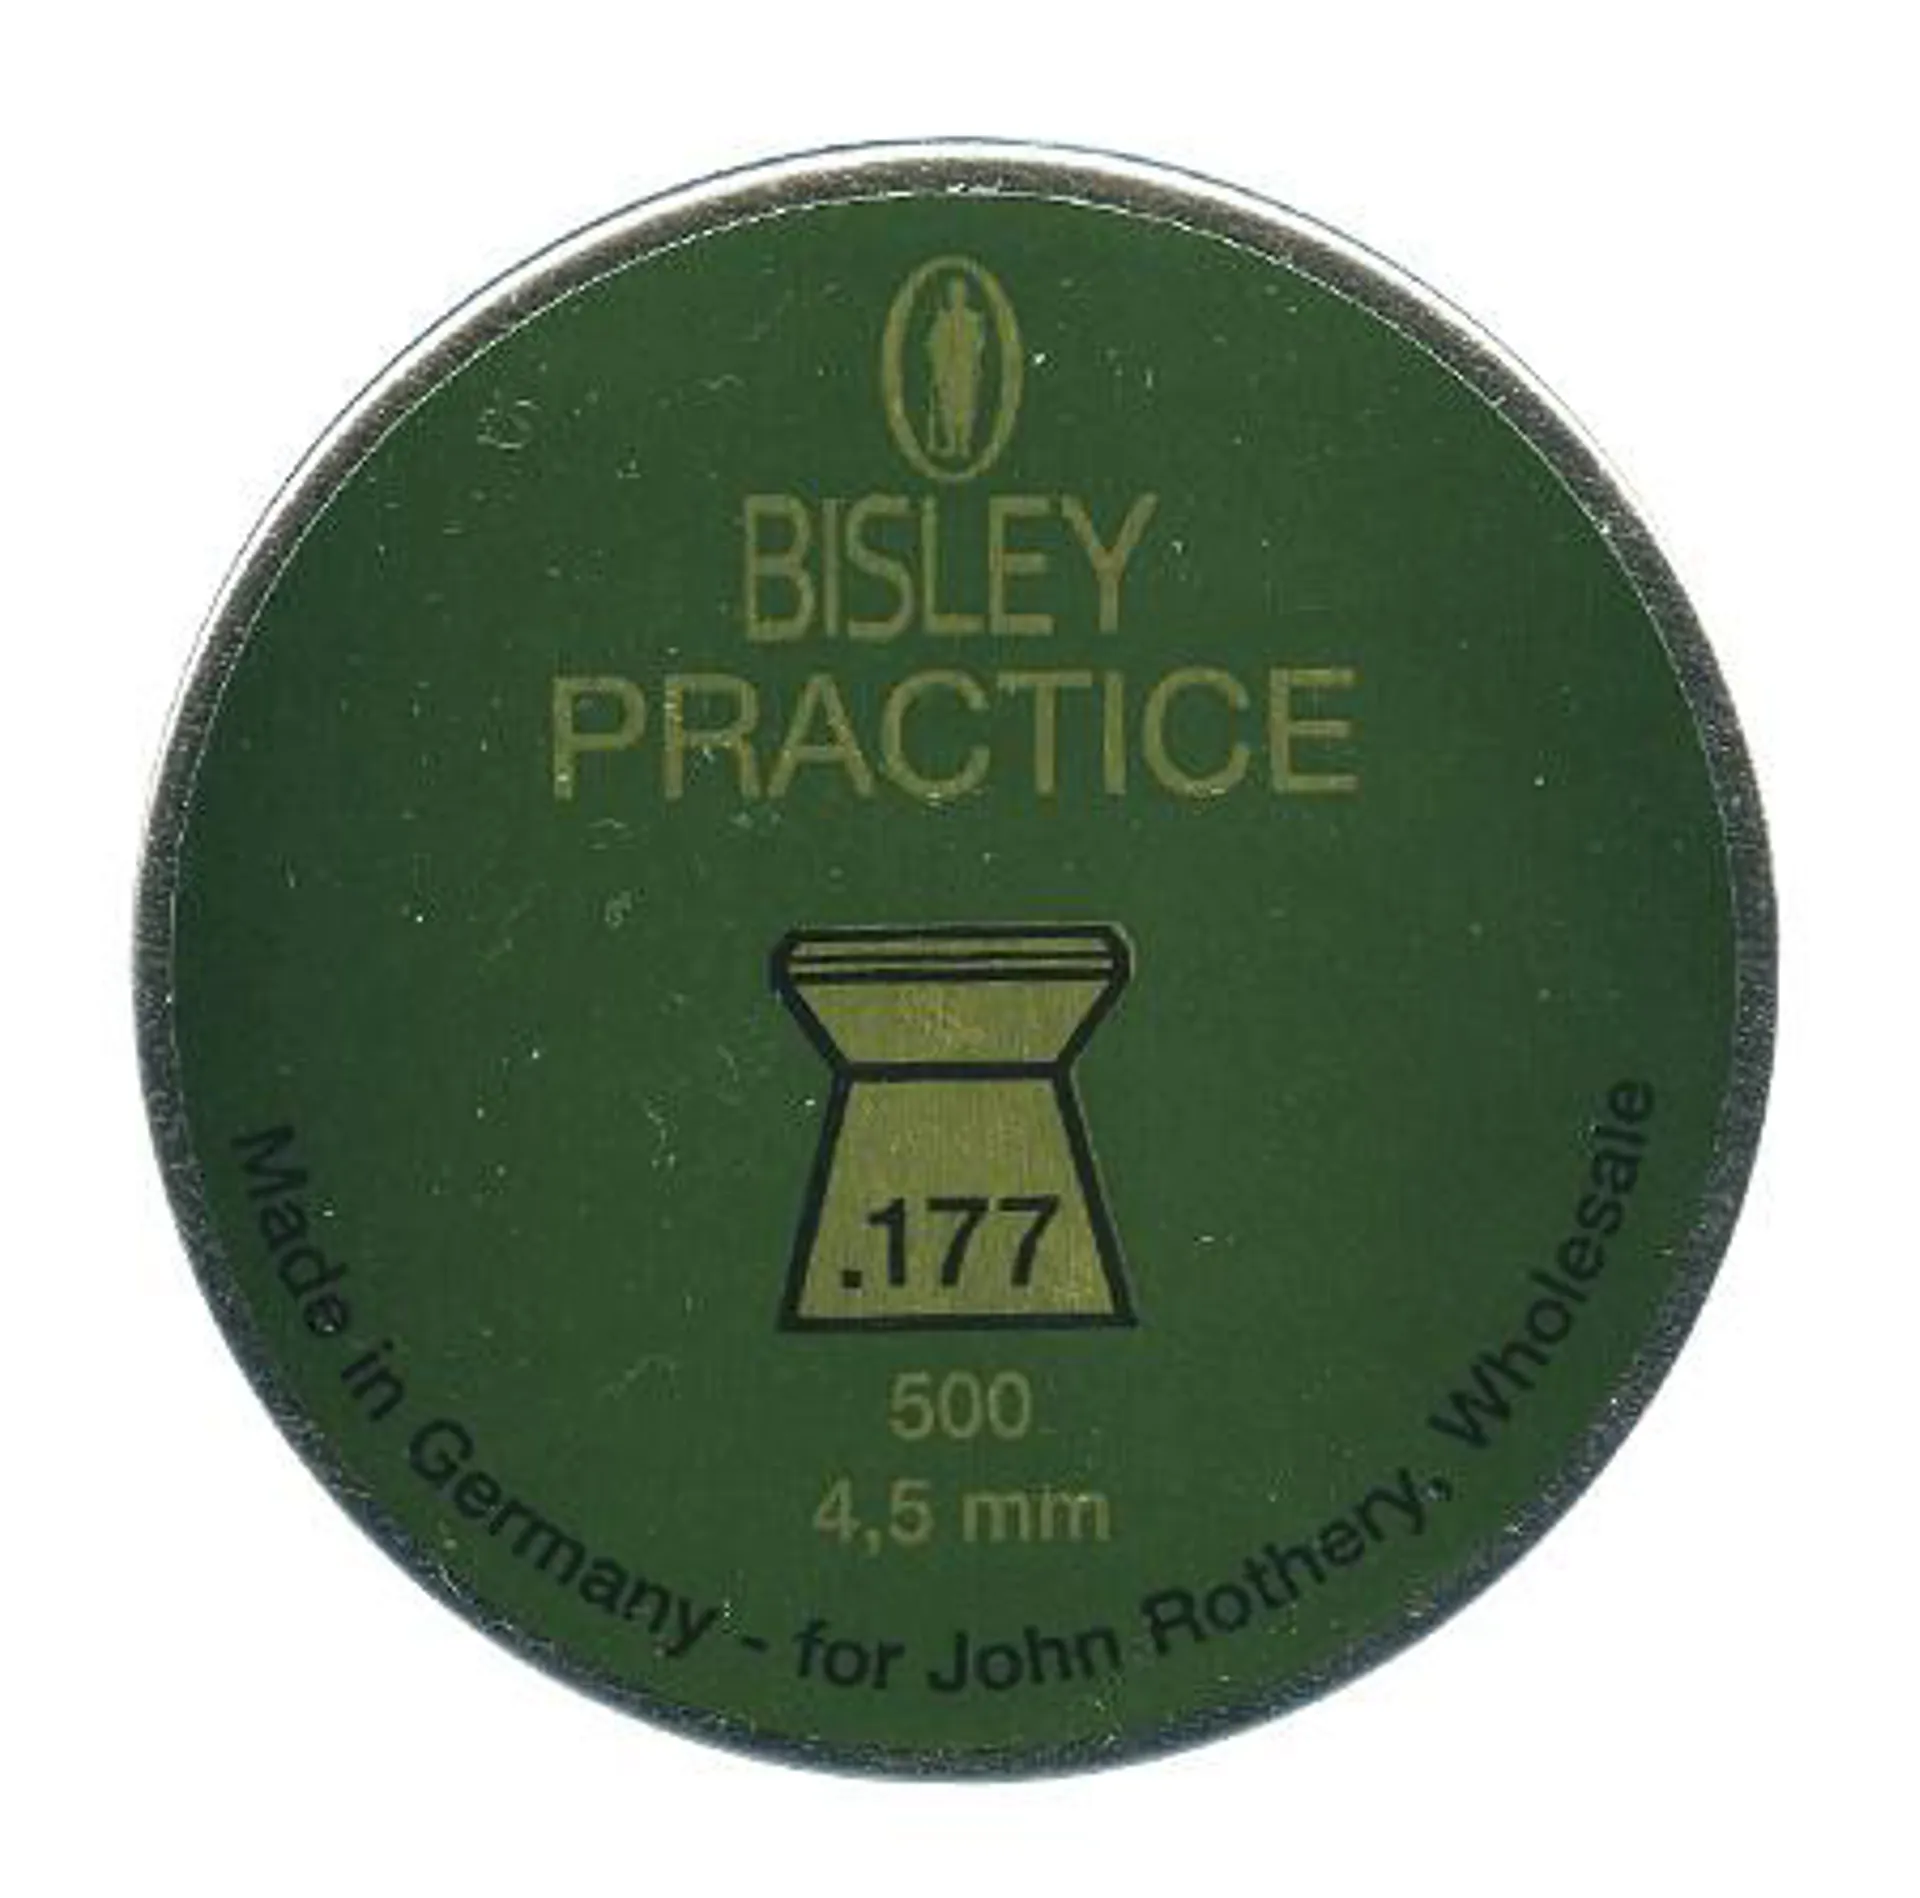 BISLEY
PRACTICE
.177
500
4,5 mm
Made in Germany - for John Rothery, Wholesale